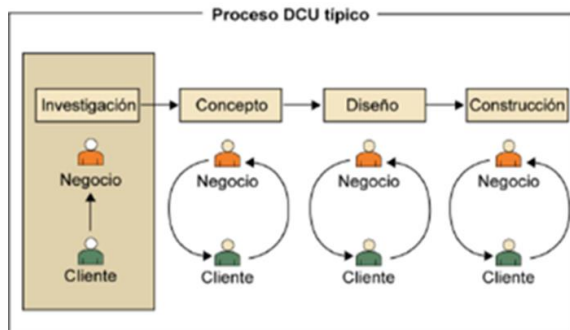 Proceso DCU típico
Investigación
Concepto
Diseño
Construcción
Negocio
Negocio
Negocio
Negocio
Cliente
Cliente
Cliente
Cliente